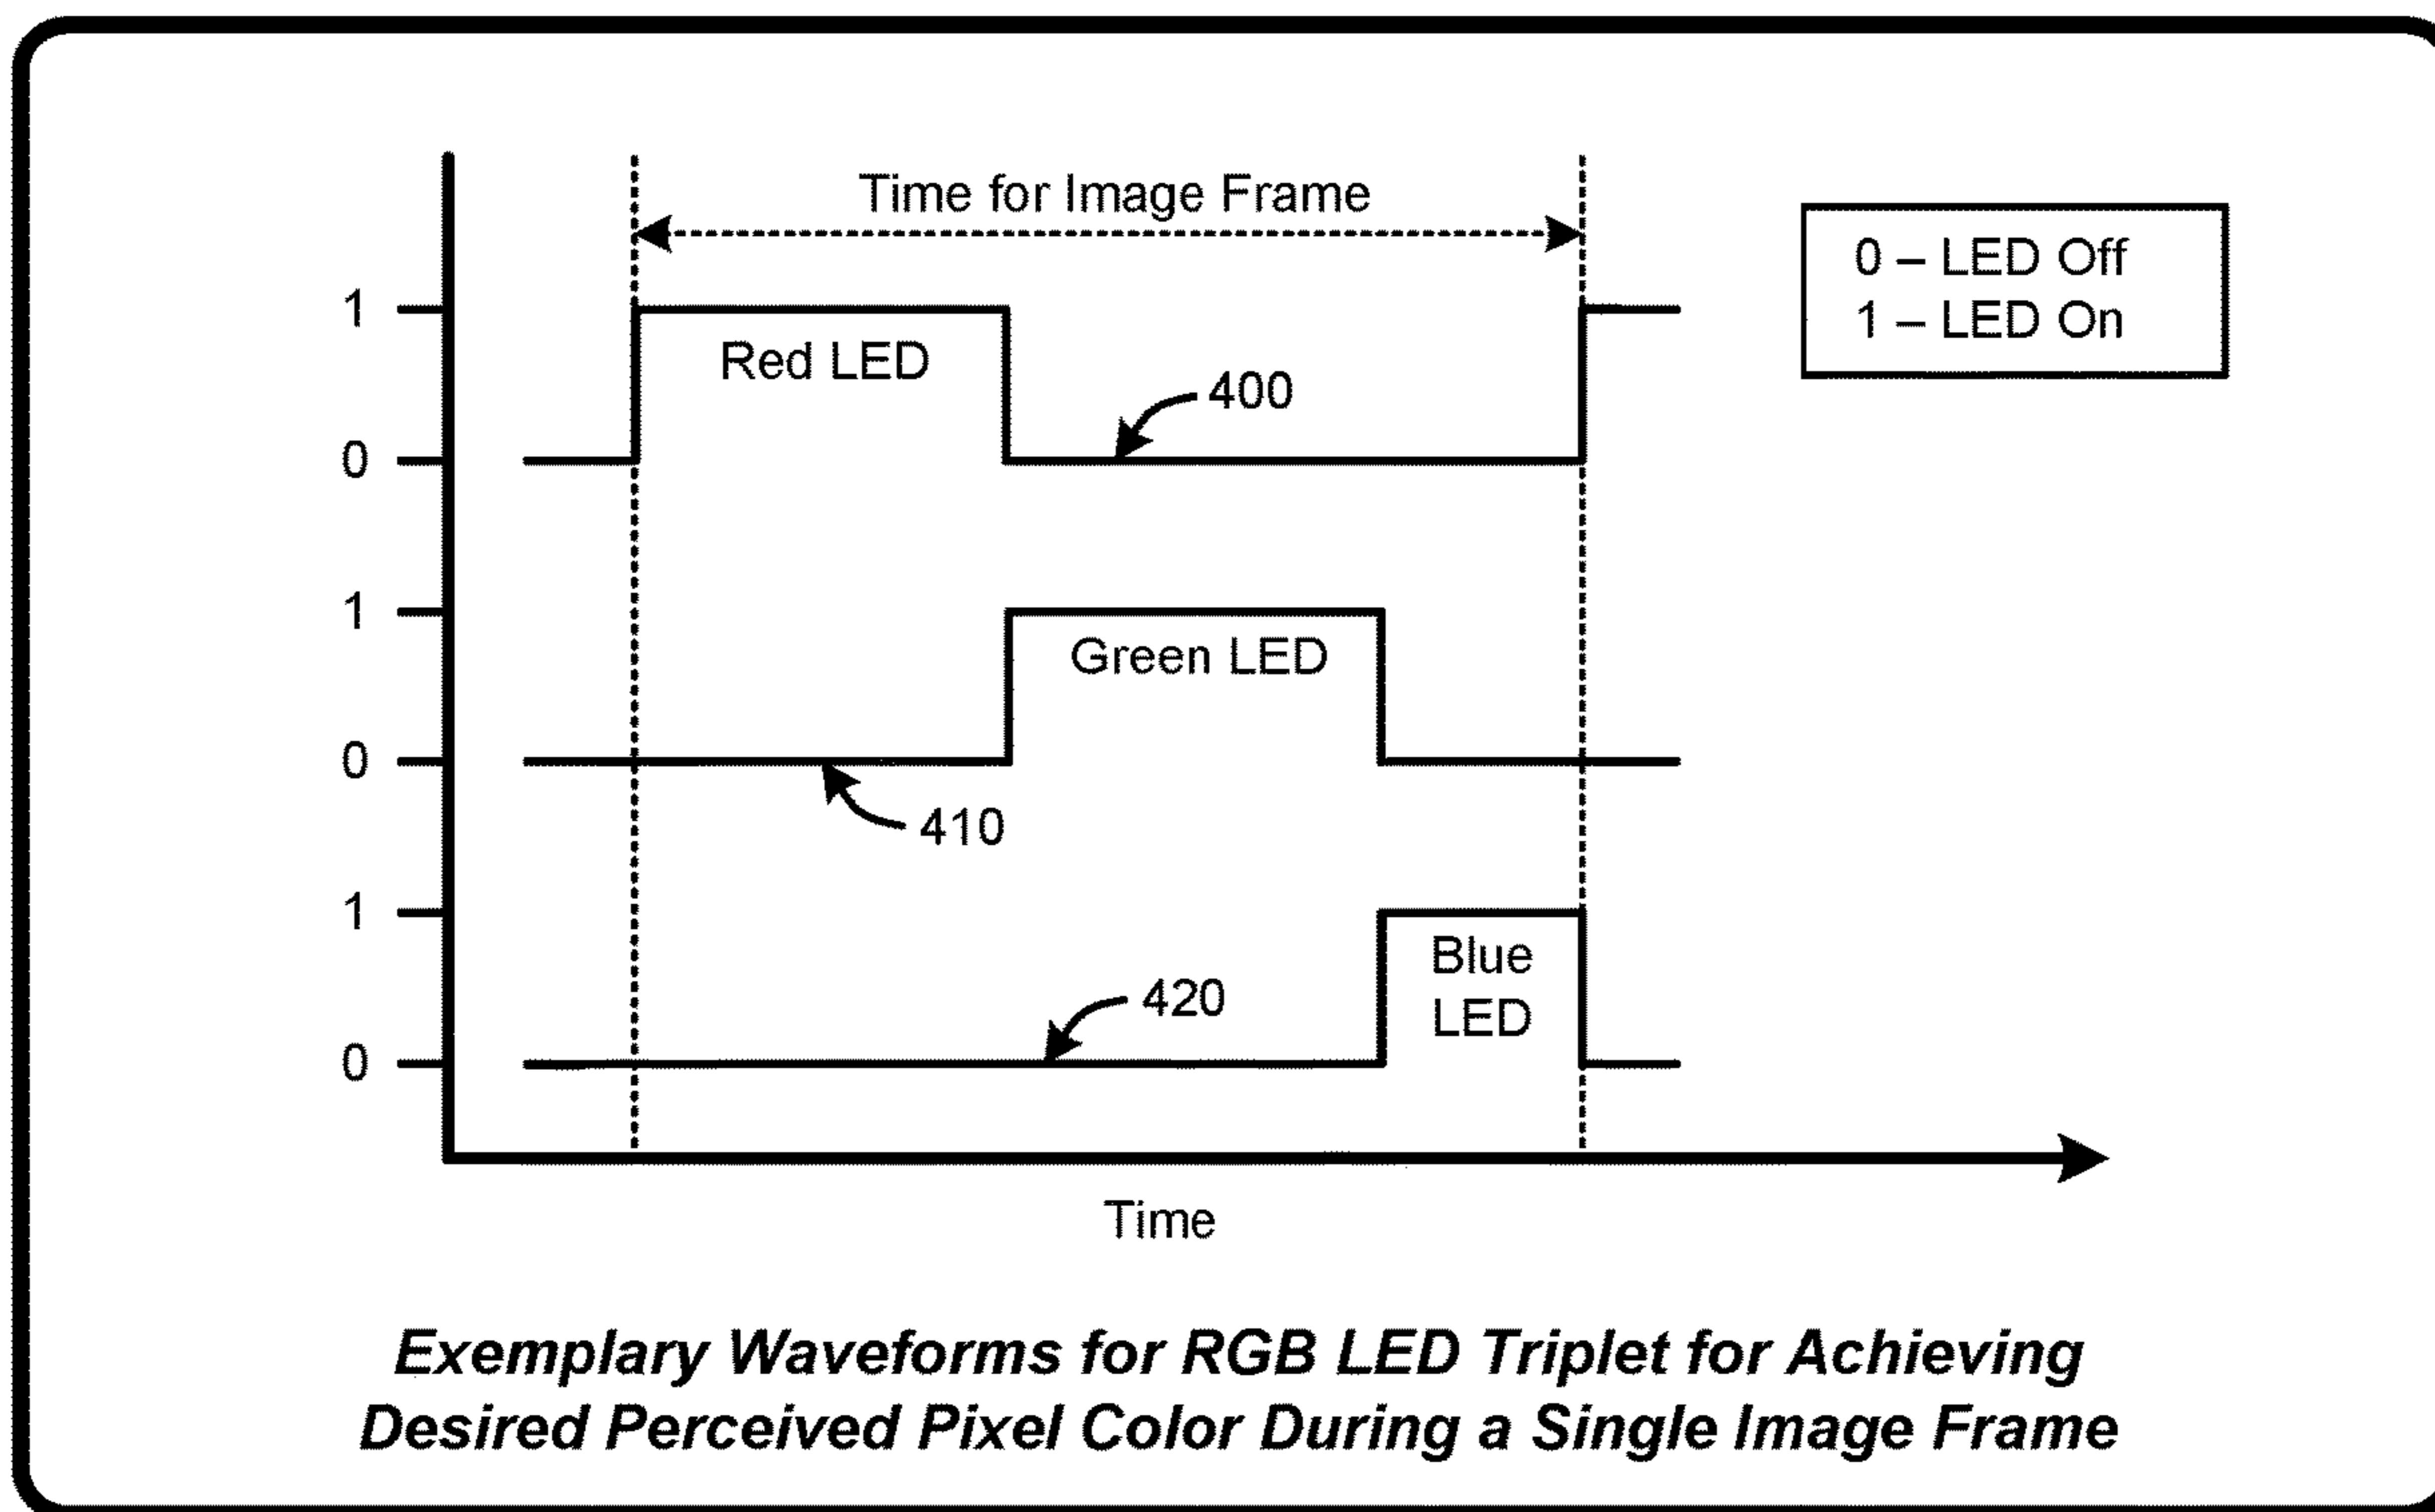 Time for Image Frame
0 – LED Off
1 – LED On
1
Red LED
400
0
1
Green LED
0
410
1
Blue
LED
420
0
Time
Exemplary Waveforms for RGB LED Triplet for Achieving
Desired Perceived Pixel Color During a Single Image Frame